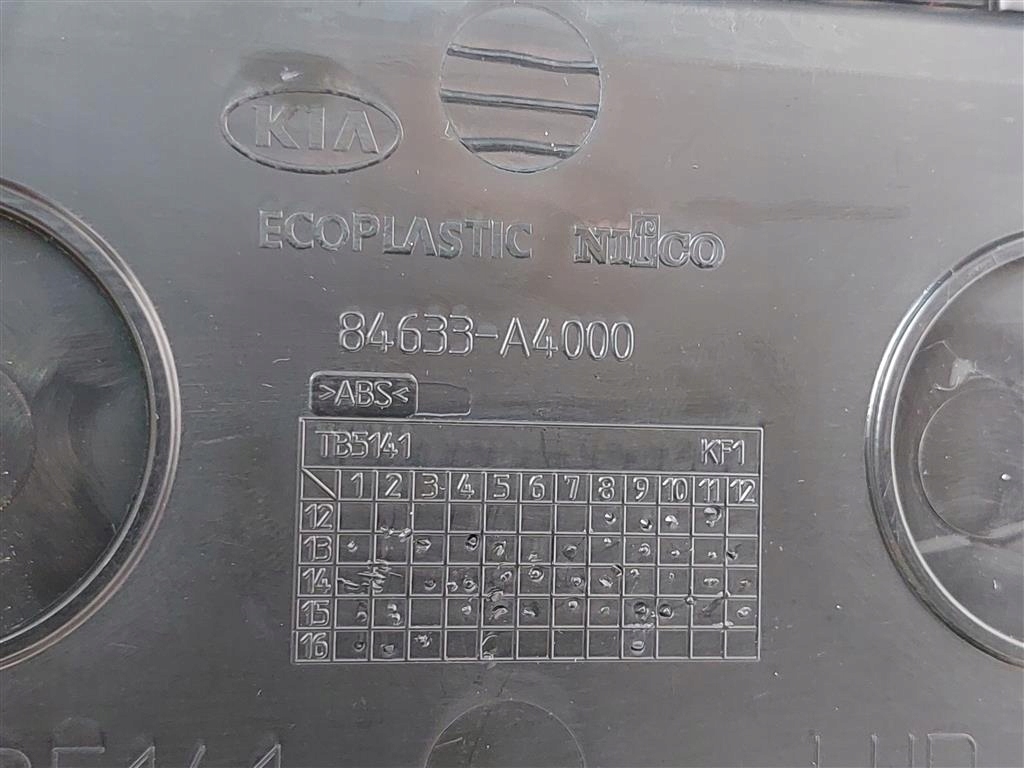 KIA
ECOPLASTIC NIfCO
84633-A4000
>ABS<
TB5141 KF1
1 2 3 4 5 6 7 8 9 10 11 12
12
13
14
15
16